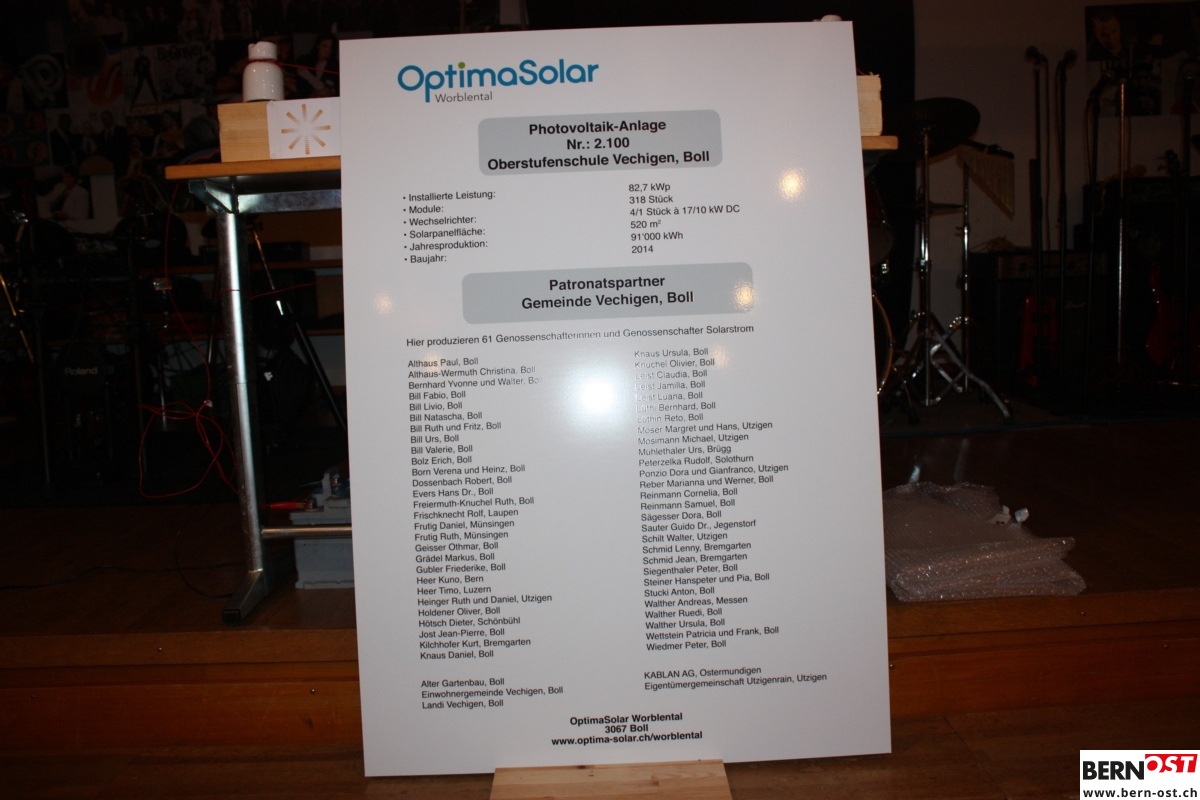 OptimaSolar
Worblental
Photovoltaik-Anlage
Nr.: 2.100
Oberstufenschule Vechigen, Boll
• Installierte Leistung: 82,7 kWp
• Module: 318 Stück
• Wechselrichter: 4/1 Stück à 17/10 kW DC
• Solarpanelfläche: 520 m²
• Jahresproduktion: 91'000 kWh
• Baujahr: 2014
Patronatspartner
Gemeinde Vechigen, Boll
Hier produzieren 61 Genossenschafterinnen und Genossenschafter Solarstrom
Althaus Paul, Boll
Althaus-Wermuth Christina, Boll
Bernhard Yvonne und Walter, Bo
Bill Fabio, Boll
Bill Livio, Boll
Bill Natascha, Boll
Bill Ruth und Fritz, Boll
Bill Urs, Boll
Bill Valerie, Boll
Bolz Erich, Boll
Born Verena und Heinz, Boll
Dossenbach Robert, Boll
Evers Hans Dr., Boll
Freiermuth-Knuchel Ruth, Boll
Frischknecht Rolf, Laupen
Frutig Daniel, Münsingen
Frutig Ruth, Münsingen
Geisser Othmar, Boll
Grädel Markus, Boll
Gubler Friederike, Boll
Heer Kuno, Bern
Heer Timo, Luzern
Heinger Ruth und Daniel, Utzigen
Holdener Oliver, Boll
Hötsch Dieter, Schönbühl
Jost Jean-Pierre, Boll
Kilchhofer Kurt, Bremgarten
Knaus Daniel, Boll
Knaus Ursula, Boll
Knuchel Olivier, Boll
Leist Claudia, Boll
Leist Jamilla, Boll
Leist Luana, Boll
Lüthi Bernhard, Boll
Lüthin Reto, Boll
Moser Margret und Hans, Utzigen
Mosimann Michael, Utzigen
Mühlethaler Urs, Brügg
Peterzelka Rudolf, Solothurn
Ponzio Dora und Gianfranco, Utzigen
Reber Marianna und Werner, Boll
Reinmann Cornelia, Boll
Reinmann Samuel, Boll
Sägesser Dora, Boll
Sauter Guido Dr., Jegenstorf
Schilt Walter, Utzigen
Schmid Lenny, Bremgarten
Schmid Jean, Bremgarten
Siegenthaler Peter, Boll
Steiner Hanspeter und Pia, Boll
Stucki Anton, Boll
Walther Andreas, Messen
Walther Ruedi, Boll
Walther Ursula, Boll
Wettstein Patricia und Frank, Boll
Wiedmer Peter, Boll
Alter Gartenbau, Boll
Einwohnergemeinde Vechigen, Boll
Landi Vechigen, Boll
KABLAN AG, Ostermundigen
Eigentümergemeinschaft Utzigenrain, Utzigen
OptimaSolar Worblental
3067 Boll
www.optima-solar.ch/worblental
Roland
BERNOST
www.bern-ost.ch